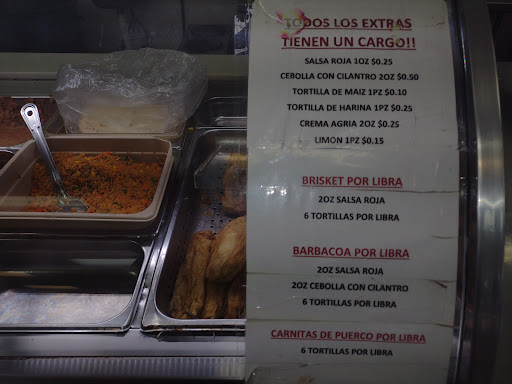 TODOS LOS EXTRAS
TIENEN UN CARGO!!
SALSA ROJA 1OZ $0.25
CEBOLLA CON CILANTRO 2OZ $0.50
TORTILLA DE MAIZ 1PZ $0.10
TORTILLA DE HARINA 1PZ $0.25
CREMA AGRIA 2OZ $0.25
LIMON 1PZ $0.15
BRISKET POR LIBRA
2OZ SALSA ROJA
6 TORTILLAS POR LIBRA
BARBACOA POR LIBRA
2OZ SALSA ROJA
2OZ CEBOLLA CON CILANTRO
6 TORTILLAS POR LIBRA
CARNITAS DE PUERCO POR LIBRA
6 TORTILLAS POR LIBRA